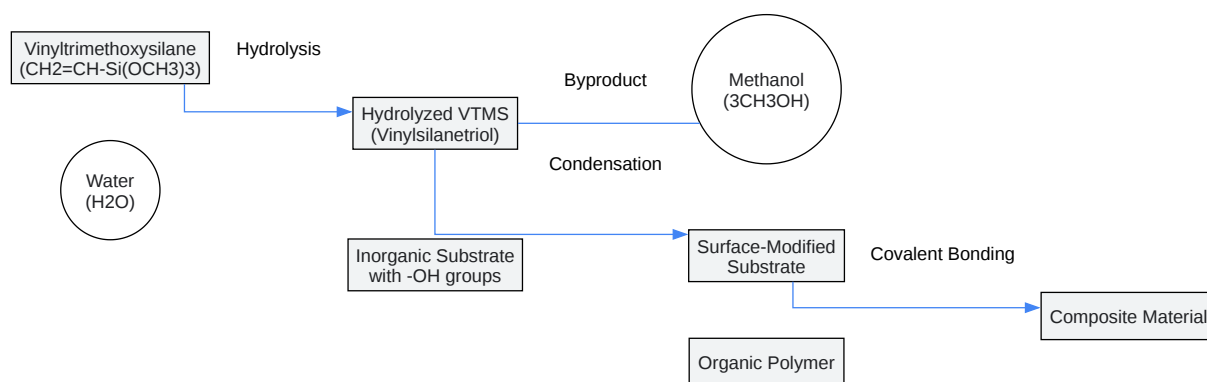 Vinyltrimethoxysilane
(CH2=CH-Si(OCH3)3)
Hydrolysis
Byproduct
Methanol
(3CH3OH)
Hydrolyzed VTMS
(Vinylsilanetriol)
Condensation
Water
(H2O)
Inorganic Substrate
with -OH groups
Surface-Modified
Substrate
Covalent Bonding
Composite Material
Organic Polymer